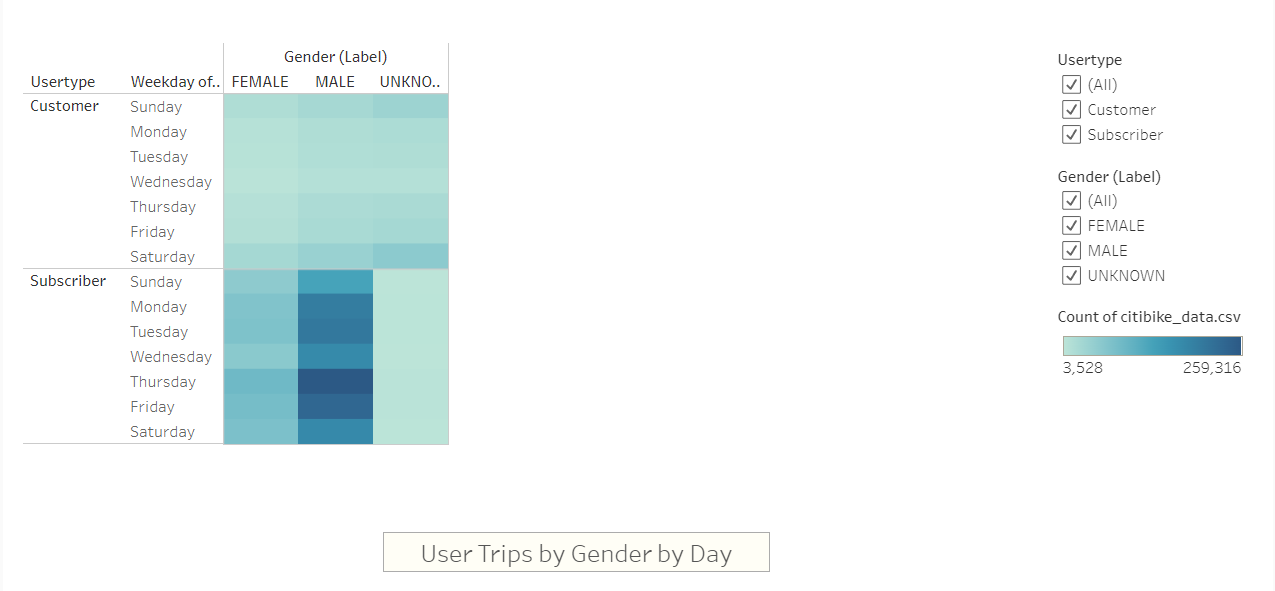 Gender (Label)
Usertype Weekday of.. FEMALE MALE UNKNO..
Customer Sunday
Monday
Tuesday
Wednesday
Thursday
Friday
Saturday
Subscriber Sunday
Monday
Tuesday
Wednesday
Thursday
Friday
Saturday
Usertype
(All)
Customer
Subscriber
Gender (Label)
(All)
FEMALE
MALE
UNKNOWN
Count of citibike_data.csv
3,528 259,316
User Trips by Gender by Day